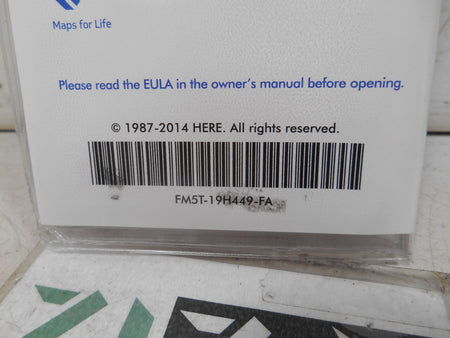 Maps for Life
Please read the EULA in the owner's manual before opening.
© 1987-2014 HERE. All rights reserved.
FM5T-19H449-FA